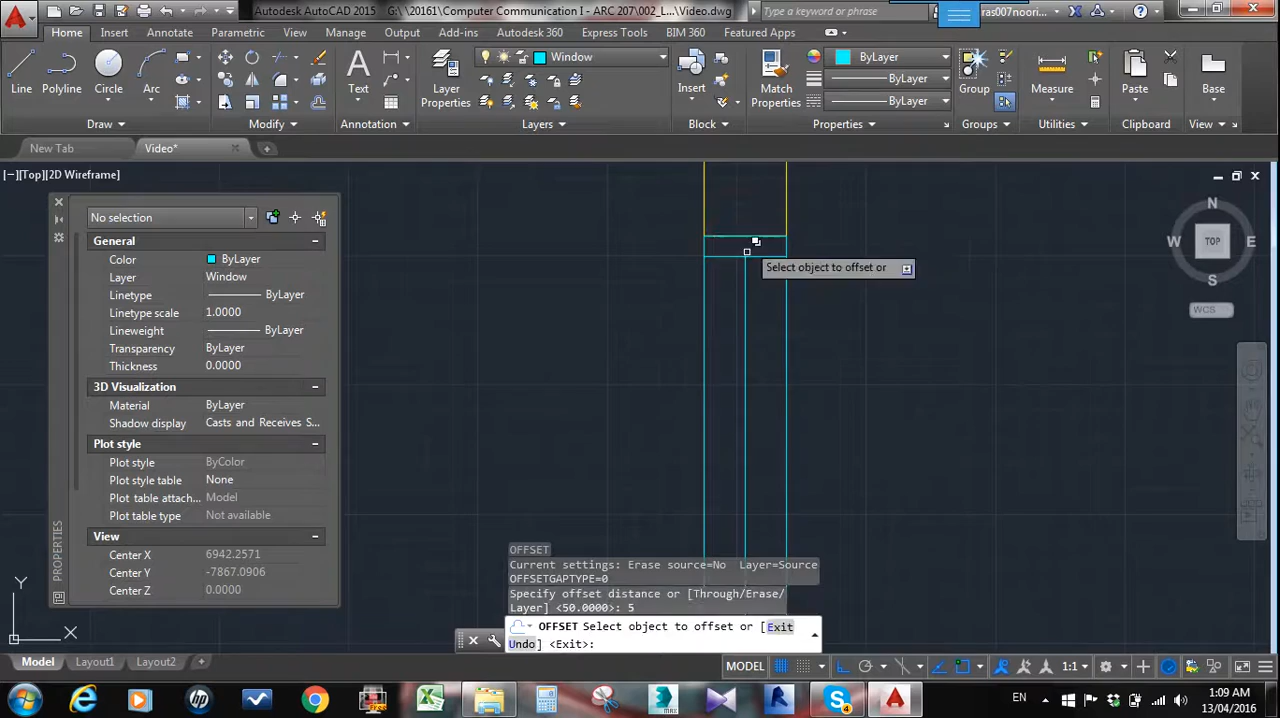 Autodesk AutoCAD 2015 G:\20161\Computer Communication I - ARC 207\002_L... Video.dwg
Type a keyword or phrase
ras007noori...
Home Insert Annotate Param View Manage Output Add-ins Autodesk 360 Express Tools BIM 360 Featured Apps
Window
ByLayer
ByLayer
ByLayer
Line Polyline Circle Arc Text Layer Properties Insert Match Properties Group Measure Paste Base
Draw Modify Annotation Layers Block Properties Groups Utilities Clipboard View
New Tab Video*
[−][Top][2D Wireframe]
No selection
General
Color ByLayer
Layer Window
Linetype ByLayer
Linetype scale 1.0000
Lineweight ByLayer
Transparency ByLayer
Thickness 0.0000
3D Visualization
Material ByLayer
Shadow display Casts and Receives S...
Plot style
Plot style ByColor
Plot style table None
Plot table attach... Model
Plot table type Not available
View
Center X 6942.2571
Center Y -7867.0906
Center Z 0.0000
PROPERTIES
N
W TOP E
S
WCS
Select object to offset or
Y
X
OFFSET
Current settings: Erase source=No Layer=Source
OFFSETGAPTYPE=0
Specify offset distance or [Through/Erase/
Layer] <50.0000>: 5
OFFSET Select object to offset or [Exit
Undo] <Exit>:
Model Layout1 Layout2
MODEL 1:1
EN 1:09 AM
13/04/2016